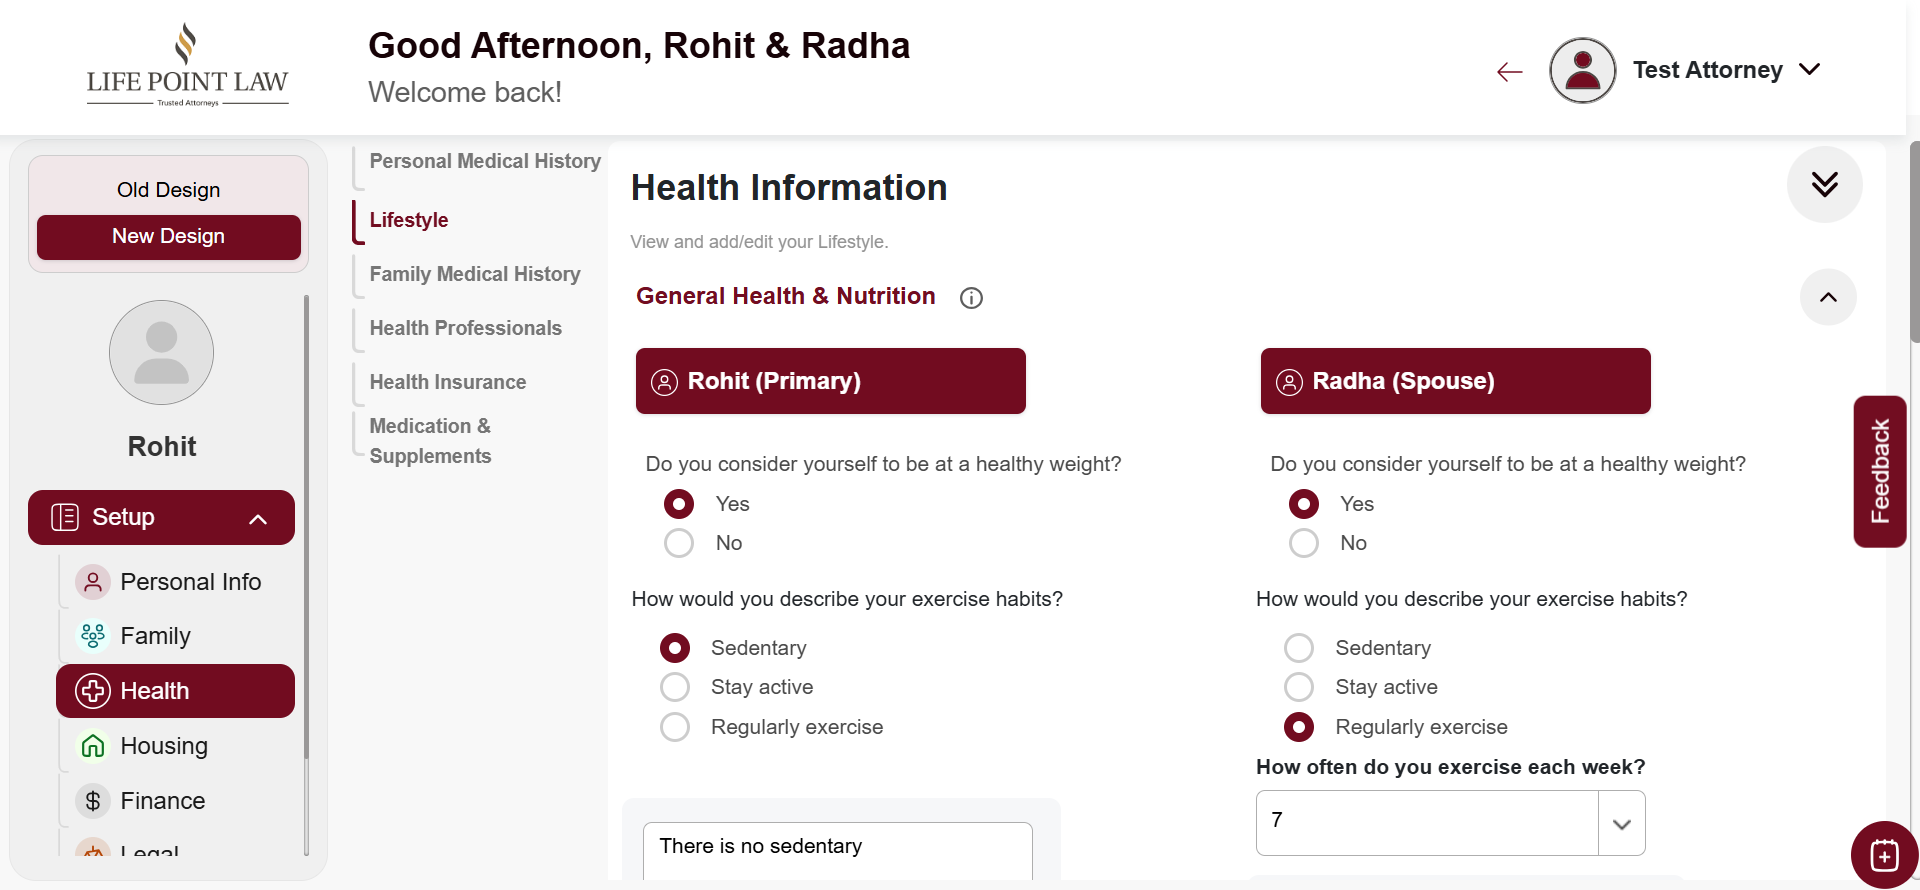 LIFE POINT LAW
Trusted Attorneys
Good Afternoon, Rohit & Radha
Welcome back!
Test Attorney
Old Design
New Design
Rohit
Setup
Personal Info
Family
Health
Housing
Finance
Legal
Personal Medical History
Lifestyle
Family Medical History
Health Professionals
Health Insurance
Medication &
Supplements
Health Information
View and add/edit your Lifestyle.
General Health & Nutrition
Rohit (Primary)
Do you consider yourself to be at a healthy weight?
Yes
No
How would you describe your exercise habits?
Sedentary
Stay active
Regularly exercise
There is no sedentary
Radha (Spouse)
Do you consider yourself to be at a healthy weight?
Yes
No
How would you describe your exercise habits?
Sedentary
Stay active
Regularly exercise
How often do you exercise each week?
7
Feedback